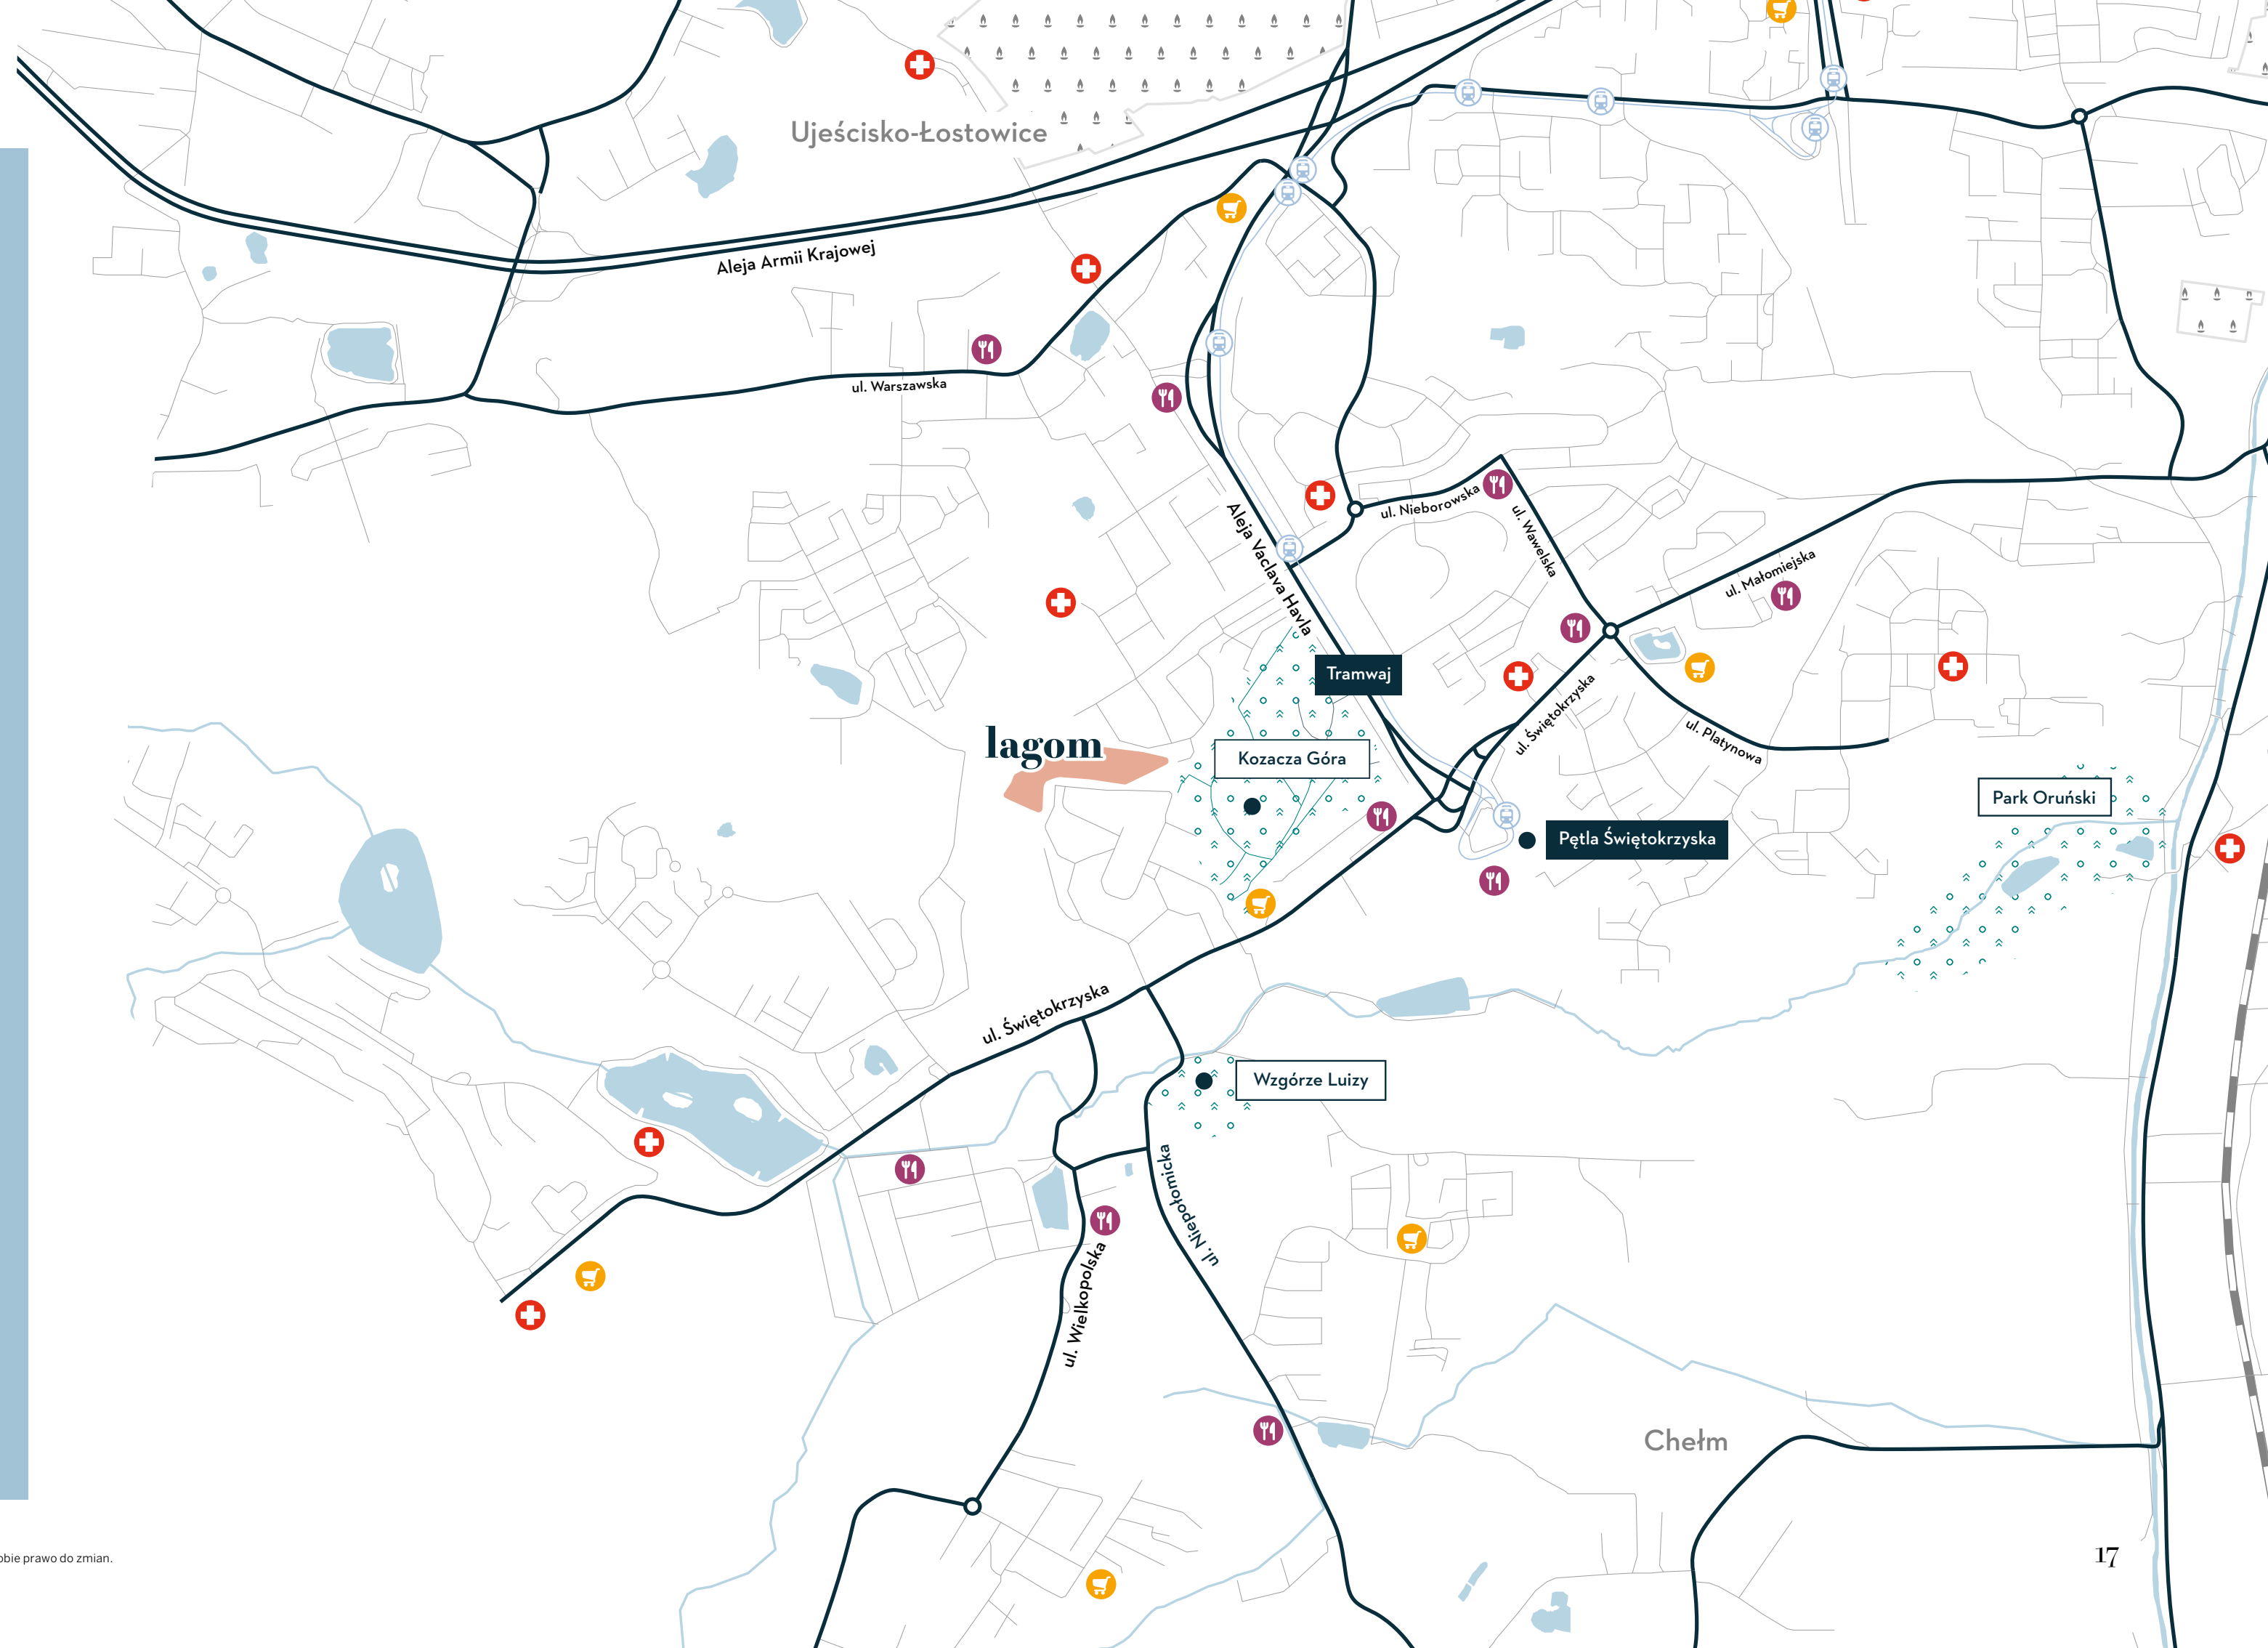 Ujeścisko-Łostowice
Aleja Armii Krajowej
ul. Warszawska
ul. Nieborowska
Aleja Vaclava Havla
ul. Wawelska
ul. Małomiejska
Tramwaj
ul. Świętokrzyska
ul. Platynowa
lagom
Kozacza Góra
Park Oruński
Pętla Świętokrzyska
ul. Świętokrzyska
Wzgórze Luizy
ul. Niepołomicka
ul. Wielkopolska
Chełm
obie prawo do zmian.
17